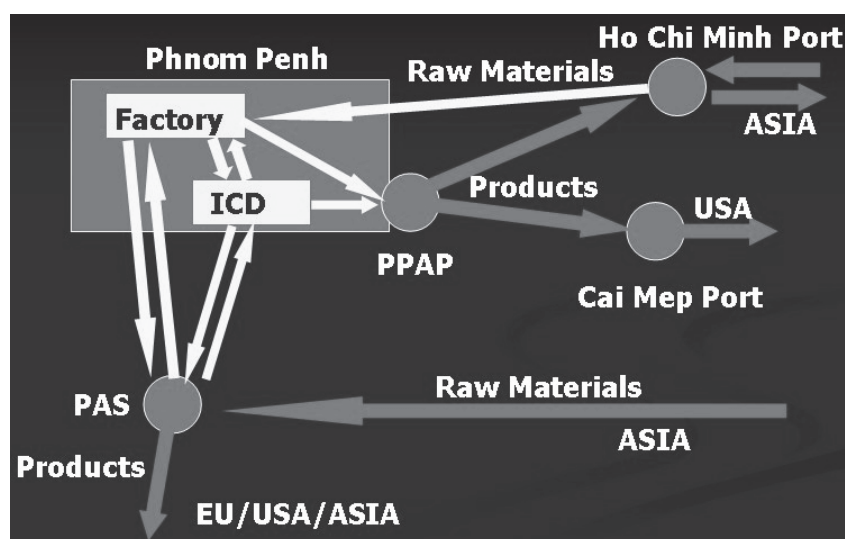 Ho Chi Minh Port
Phnom Penh
Raw Materials
Factory
ASIA
ICD
Products
USA
PPAP
Cai Mep Port
Raw Materials
PAS
ASIA
Products
EU/USA/ASIA